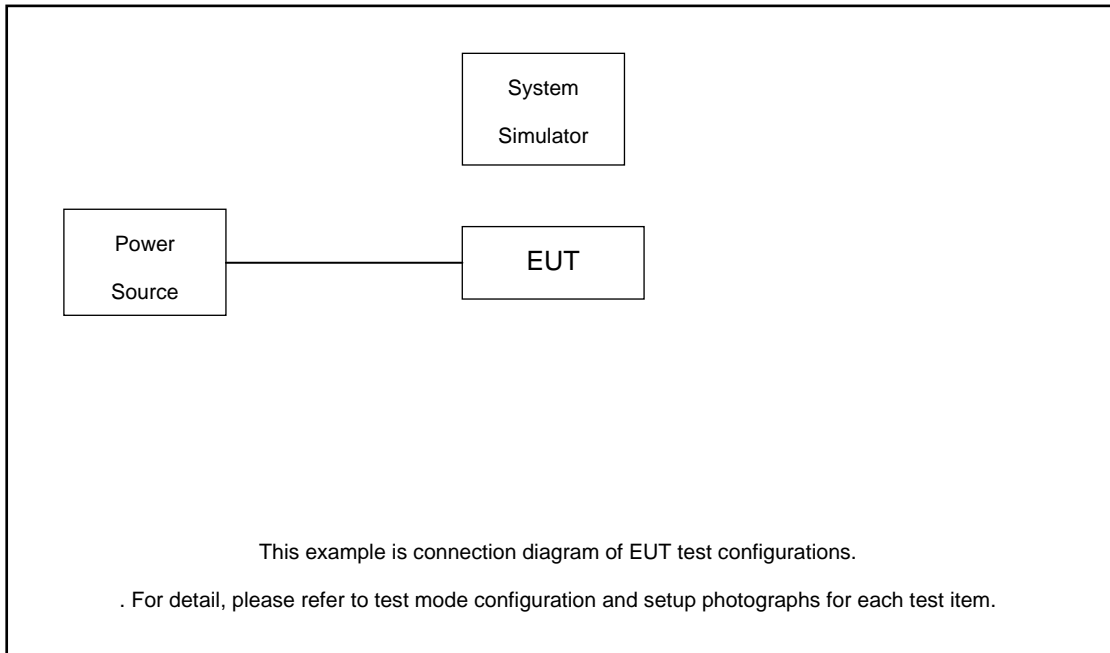 System
Simulator
Power
Source
EUT
This example is connection diagram of EUT test configurations.
. For detail, please refer to test mode configuration and setup photographs for each test item.